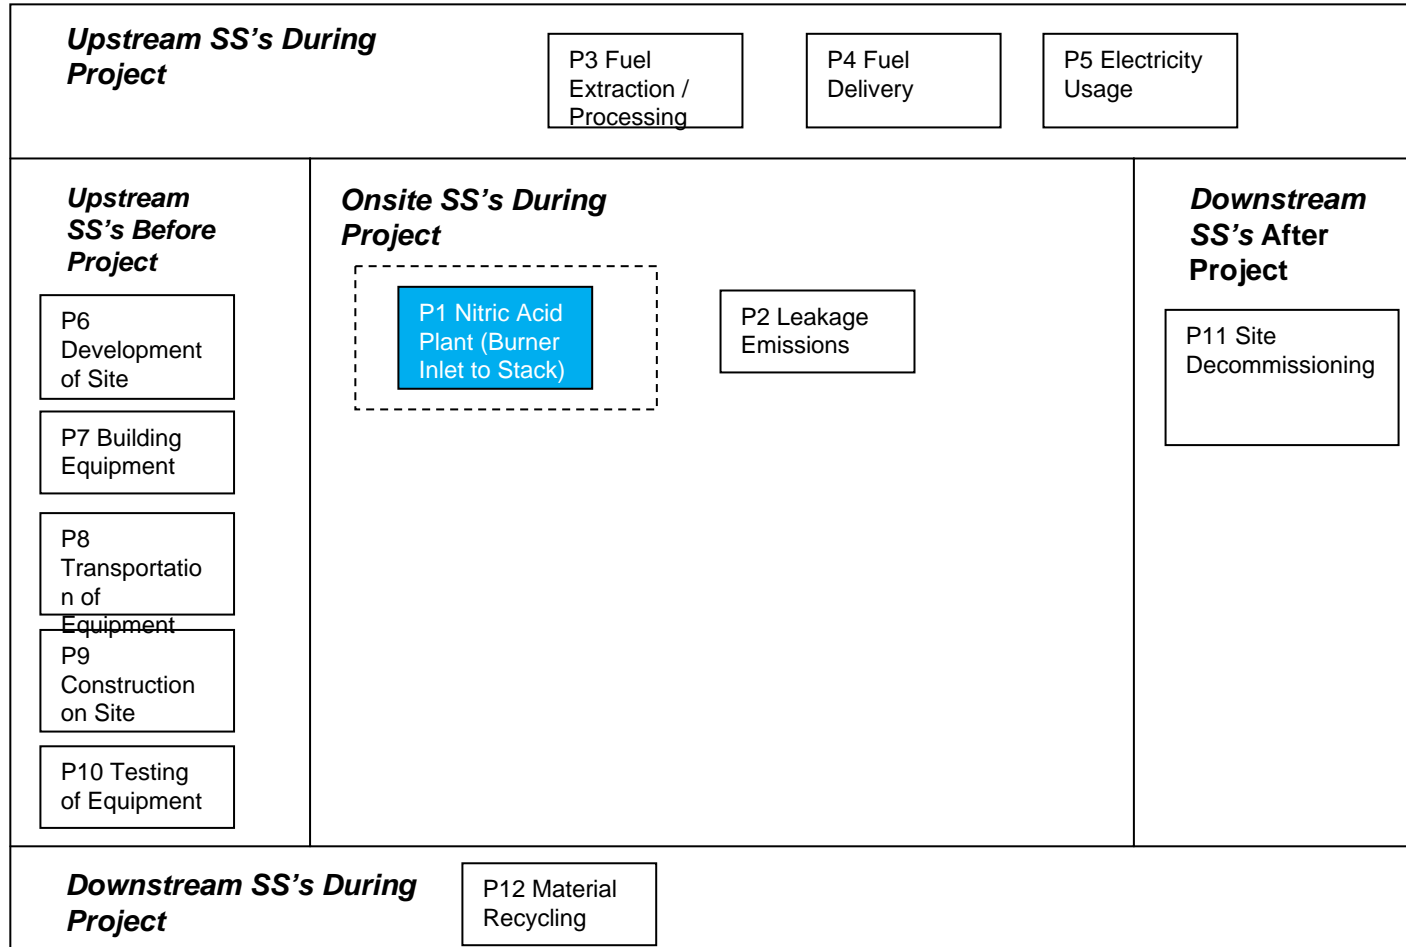 Upstream SS’s During
Project
P3 Fuel
Extraction /
Processing
P4 Fuel
Delivery
P5 Electricity
Usage
Upstream
SS’s Before
Project
P6
Development
of Site
P7 Building
Equipment
P8
Transportatio
n of
Equipment
P9
Construction
on Site
P10 Testing
of Equipment
Onsite SS’s During
Project
P1 Nitric Acid
Plant (Burner
Inlet to Stack)
P2 Leakage
Emissions
Downstream
SS’s After
Project
P11 Site
Decommissioning
Downstream SS’s During
Project
P12 Material
Recycling